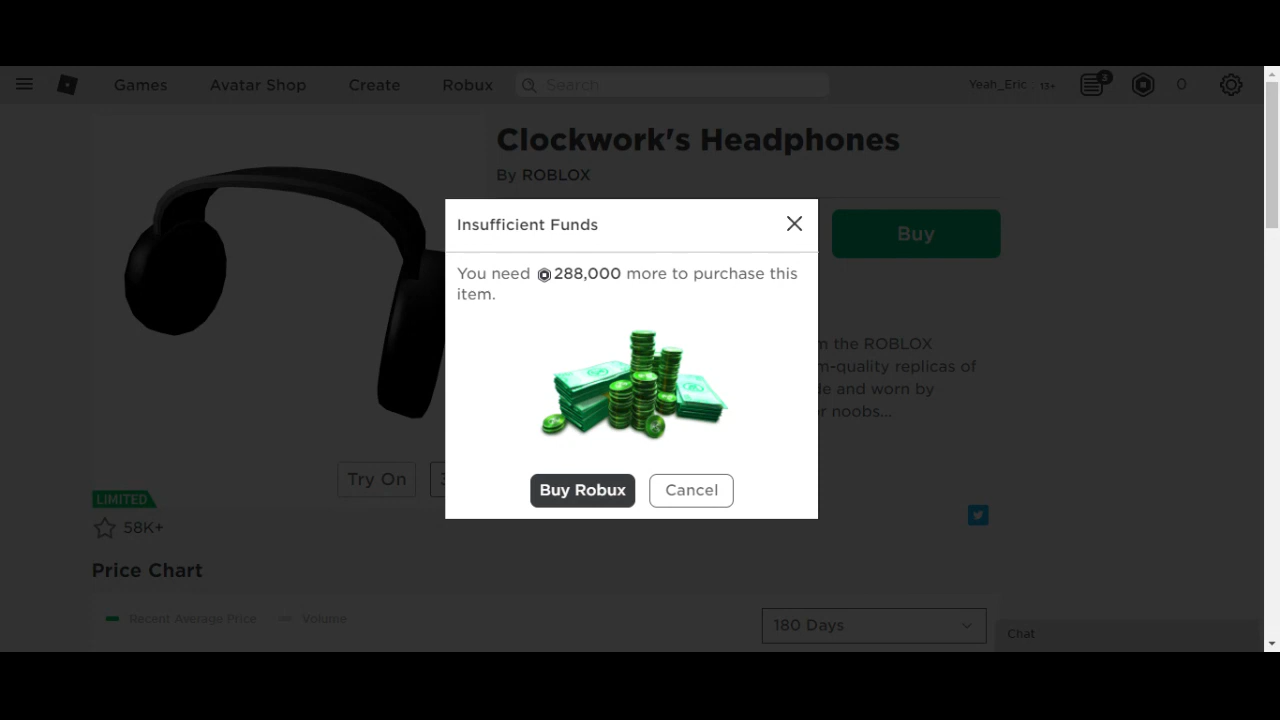 Games Avatar Shop Create Robux Search Yeah_Eric : 13+ 3 0
Clockwork's Headphones
By ROBLOX
Insufficient Funds
Buy
You need 288,000 more to purchase this
item.
m the ROBLOX
m-quality replicas of
de and worn by
r noobs...
Try On
Buy Robux Cancel
LIMITED
58K+
Price Chart
Recent Average Price Volume
180 Days
Chat